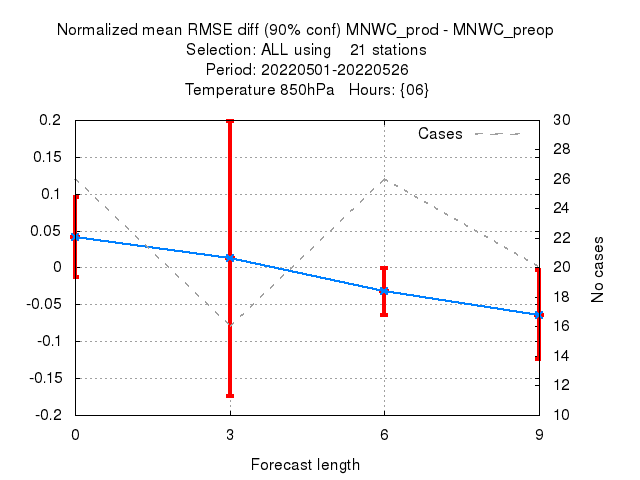 Normalized mean RMSE diff (90% conf) MNWC_prod - MNWC_preop
Selection: ALL using    21 stations
Period: 20220501-20220526
Temperature 850hPa   Hours: {06}
Cases
0.2
0.15
0.1
0.05
0
-0.05
-0.1
-0.15
-0.2
30
28
26
24
22
20
18
16
14
12
10
No cases
0 3 6 9
Forecast length